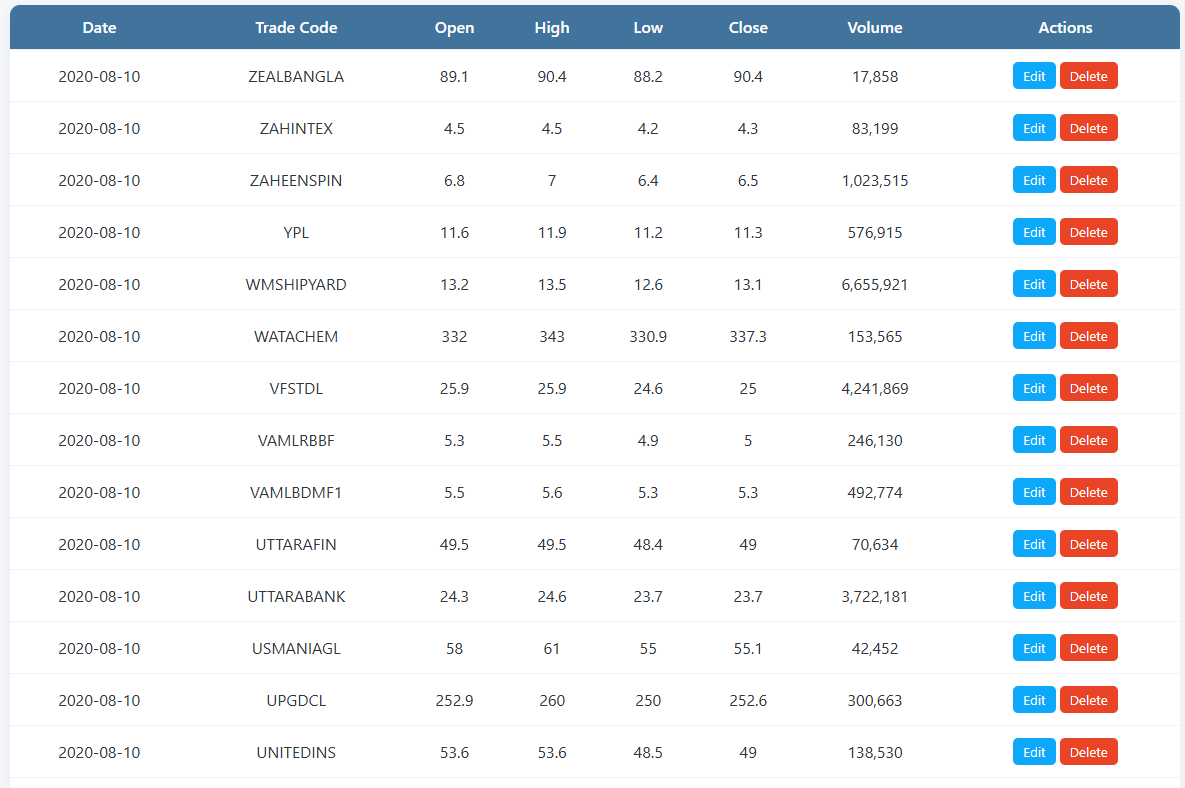 Date Trade Code Open High Low Close Volume Actions
2020-08-10 ZEALBANGLA 89.1 90.4 88.2 90.4 17,858 Edit Delete
2020-08-10 ZAHINTEX 4.5 4.5 4.2 4.3 83,199 Edit Delete
2020-08-10 ZAHEENSPIN 6.8 7 6.4 6.5 1,023,515 Edit Delete
2020-08-10 YPL 11.6 11.9 11.2 11.3 576,915 Edit Delete
2020-08-10 WMSHIPYARD 13.2 13.5 12.6 13.1 6,655,921 Edit Delete
2020-08-10 WATACHEM 332 343 330.9 337.3 153,565 Edit Delete
2020-08-10 VFSTDL 25.9 25.9 24.6 25 4,241,869 Edit Delete
2020-08-10 VAMLRBBF 5.3 5.5 4.9 5 246,130 Edit Delete
2020-08-10 VAMLBDMF1 5.5 5.6 5.3 5.3 492,774 Edit Delete
2020-08-10 UTTARAFIN 49.5 49.5 48.4 49 70,634 Edit Delete
2020-08-10 UTTARABANK 24.3 24.6 23.7 23.7 3,722,181 Edit Delete
2020-08-10 USMANIAGL 58 61 55 55.1 42,452 Edit Delete
2020-08-10 UPGDCL 252.9 260 250 252.6 300,663 Edit Delete
2020-08-10 UNITEDINS 53.6 53.6 48.5 49 138,530 Edit Delete